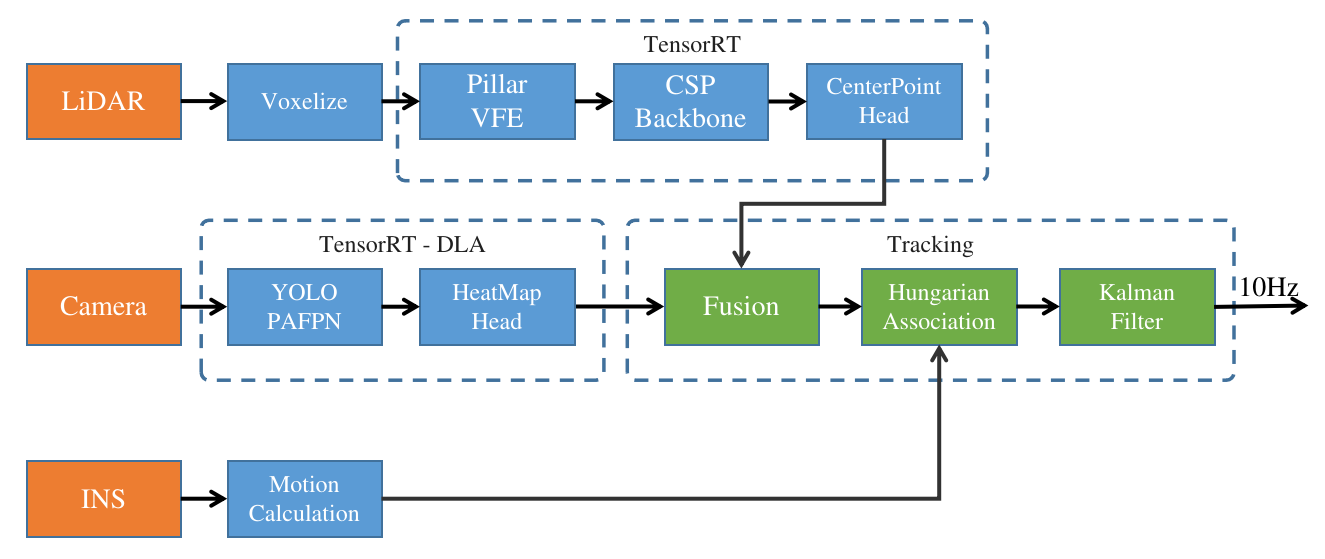 TensorRT
LiDAR
Voxelize
Pillar
VFE
CSP
Backbone
CenterPoint
Head
TensorRT - DLA
Tracking
Camera
YOLO
PAFPN
HeatMap
Head
Fusion
Hungarian
Association
Kalman
Filter
10Hz
INS
Motion
Calculation